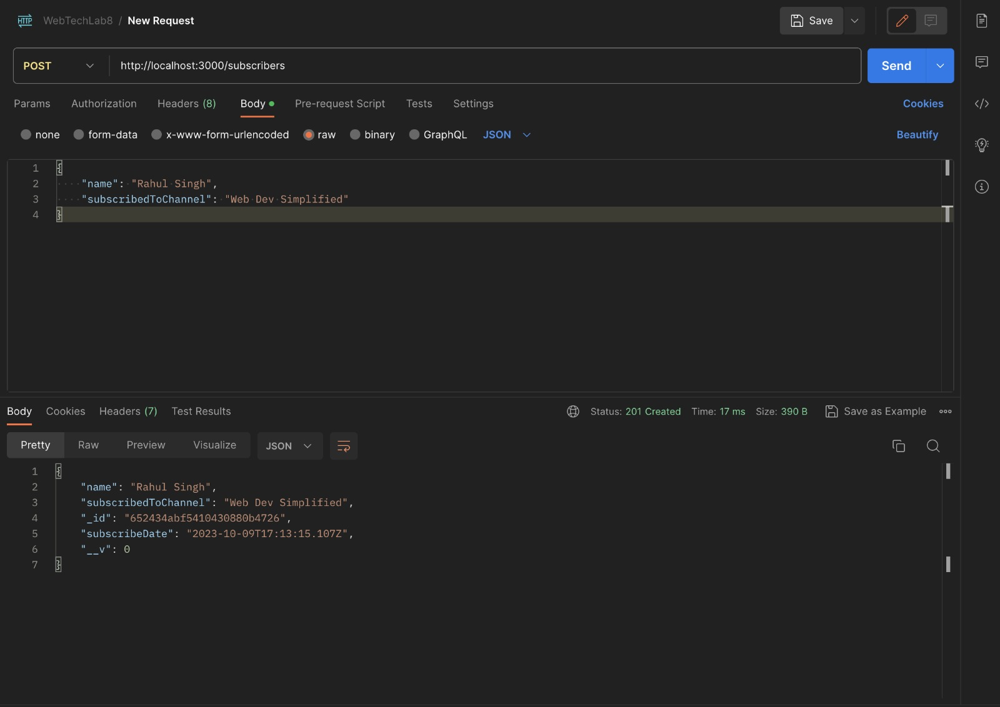 HTTP WebTechLab8 / New Request Save
POST http://localhost:3000/subscribers Send
Params Authorization Headers (8) Body Pre-request Script Tests Settings Cookies
none form-data x-www-form-urlencoded raw binary GraphQL JSON Beautify
1 {
2 ····"name":·"Rahul·Singh",
3 ····"subscribedToChannel":·"Web·Dev·Simplified"
4 }
Body Cookies Headers (7) Test Results Status: 201 Created Time: 17 ms Size: 390 B Save as Example
Pretty Raw Preview Visualize JSON
1 {
2 "name": "Rahul Singh",
3 "subscribedToChannel": "Web Dev Simplified",
4 "_id": "652434abf5410430880b4726",
5 "subscribeDate": "2023-10-09T17:13:15.107Z",
6 "__v": 0
7 }